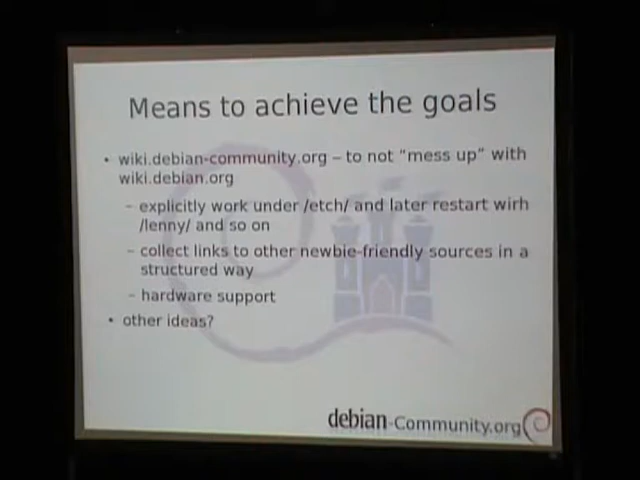 Means to achieve the goals
• wiki.debian-community.org – to not “mess up” with
wiki.debian.org
– explicitly work under /etch/ and later restart wirh
/lenny/ and so on
– collect links to other newbie-friendly sources in a
structured way
– hardware support
• other ideas?
debian-Community.org